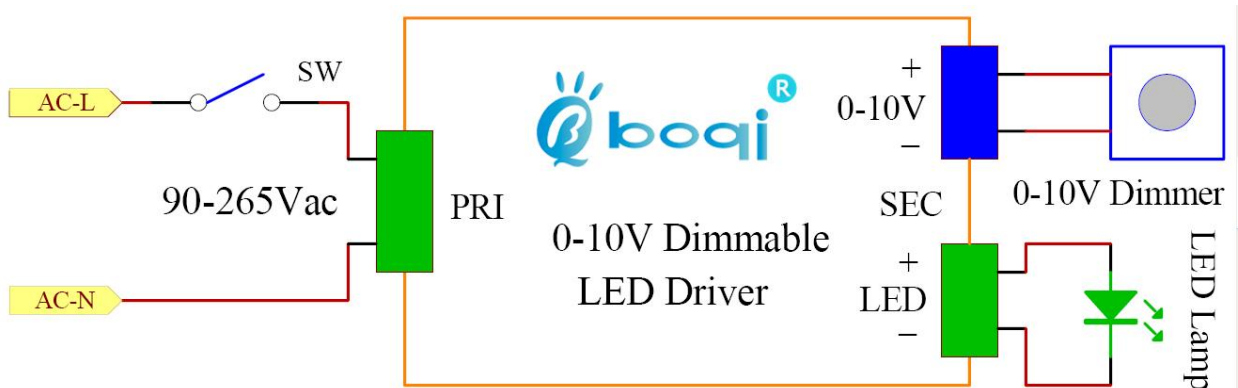 SW
AC-L
90-265Vac
AC-N
PRI
boqi
®
0-10V Dimmable
LED Driver
+
0-10V
−
SEC
+
LED
−
0-10V Dimmer
LED Lamp